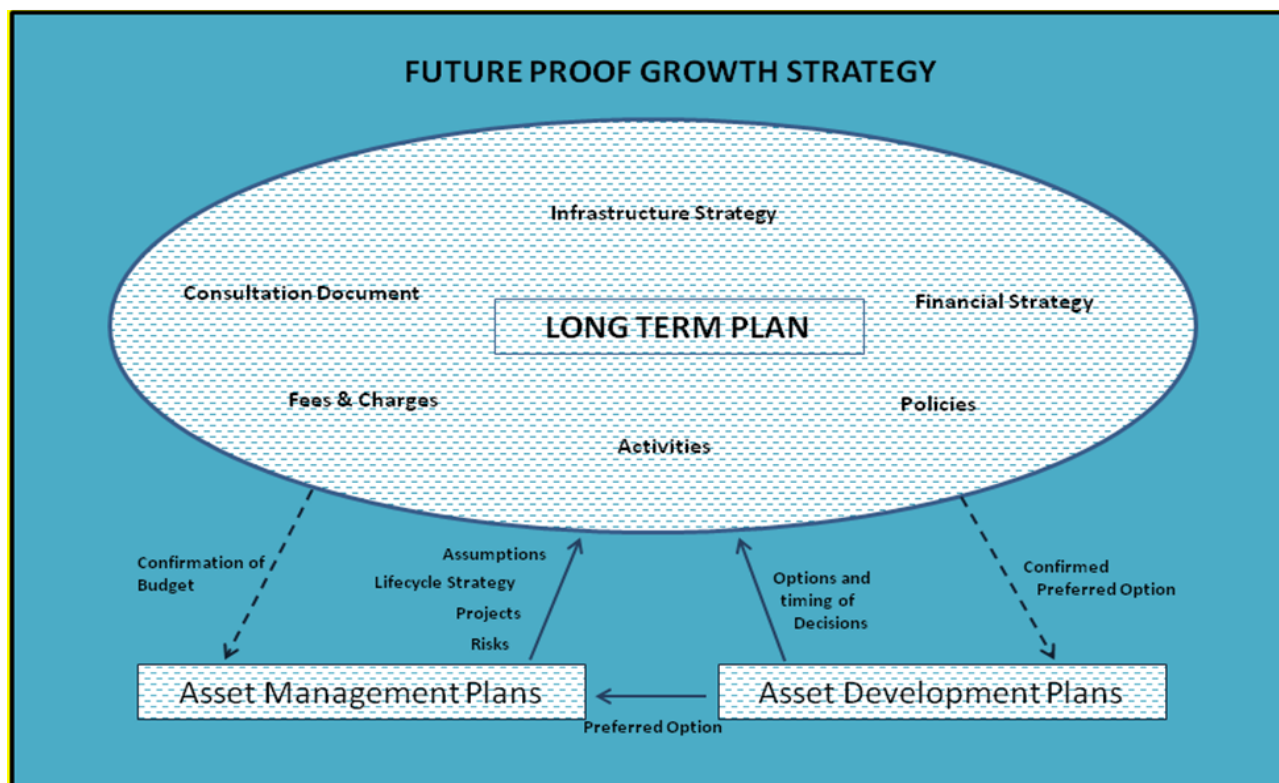 FUTURE PROOF GROWTH STRATEGY
Infrastructure Strategy
Consultation Document
Financial Strategy
LONG TERM PLAN
Fees & Charges
Policies
Activities
Confirmation of
Budget
Assumptions
Lifecycle Strategy
Projects
Risks
Options and
timing of
Decisions
Confirmed
Preferred Option
Asset Management Plans
Asset Development Plans
Preferred Option